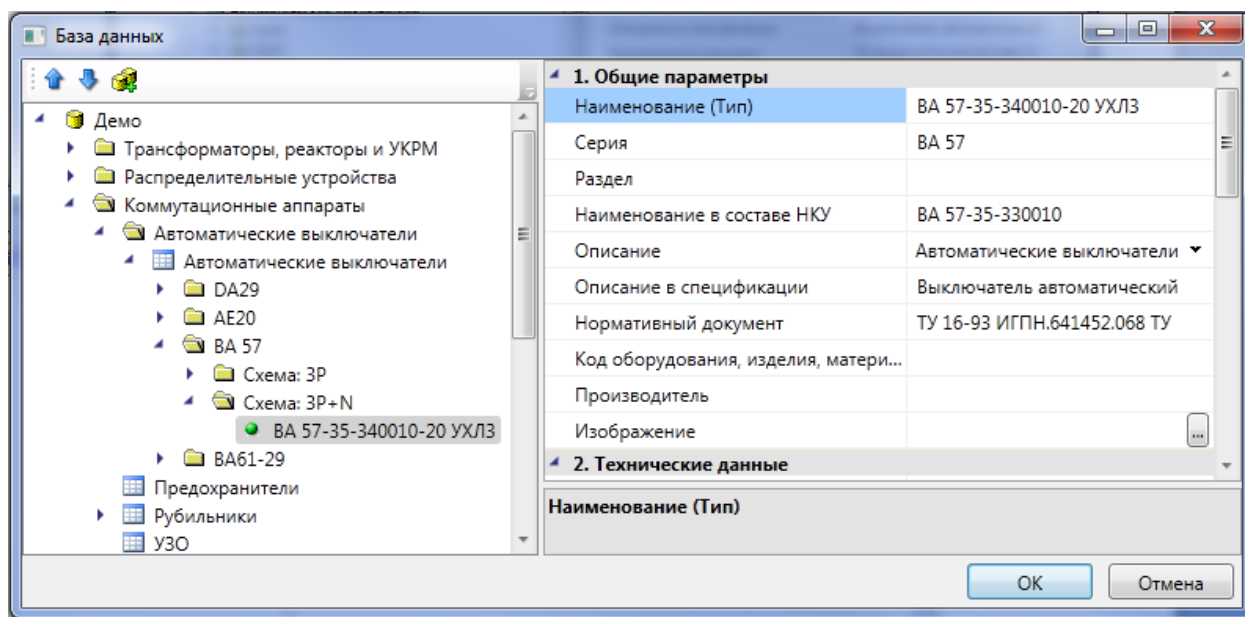 База данных
Демо
Трансформаторы, реакторы и УКРМ
Распределительные устройства
Коммутационные аппараты
Автоматические выключатели
Автоматические выключатели
DA29
АЕ20
ВА 57
Схема: 3P
Схема: 3P+N
ВА 57-35-340010-20 УХЛ3
ВА61-29
Предохранители
Рубильники
УЗО
1. Общие параметры
Наименование (Тип) ВА 57-35-340010-20 УХЛ3
Серия ВА 57
Раздел
Наименование в составе НКУ ВА 57-35-330010
Описание Автоматические выключатели
Описание в спецификации Выключатель автоматический
Нормативный документ ТУ 16-93 ИГПН.641452.068 ТУ
Код оборудования, изделия, матери...
Производитель
Изображение ...
2. Технические данные
Наименование (Тип)
ОК Отмена